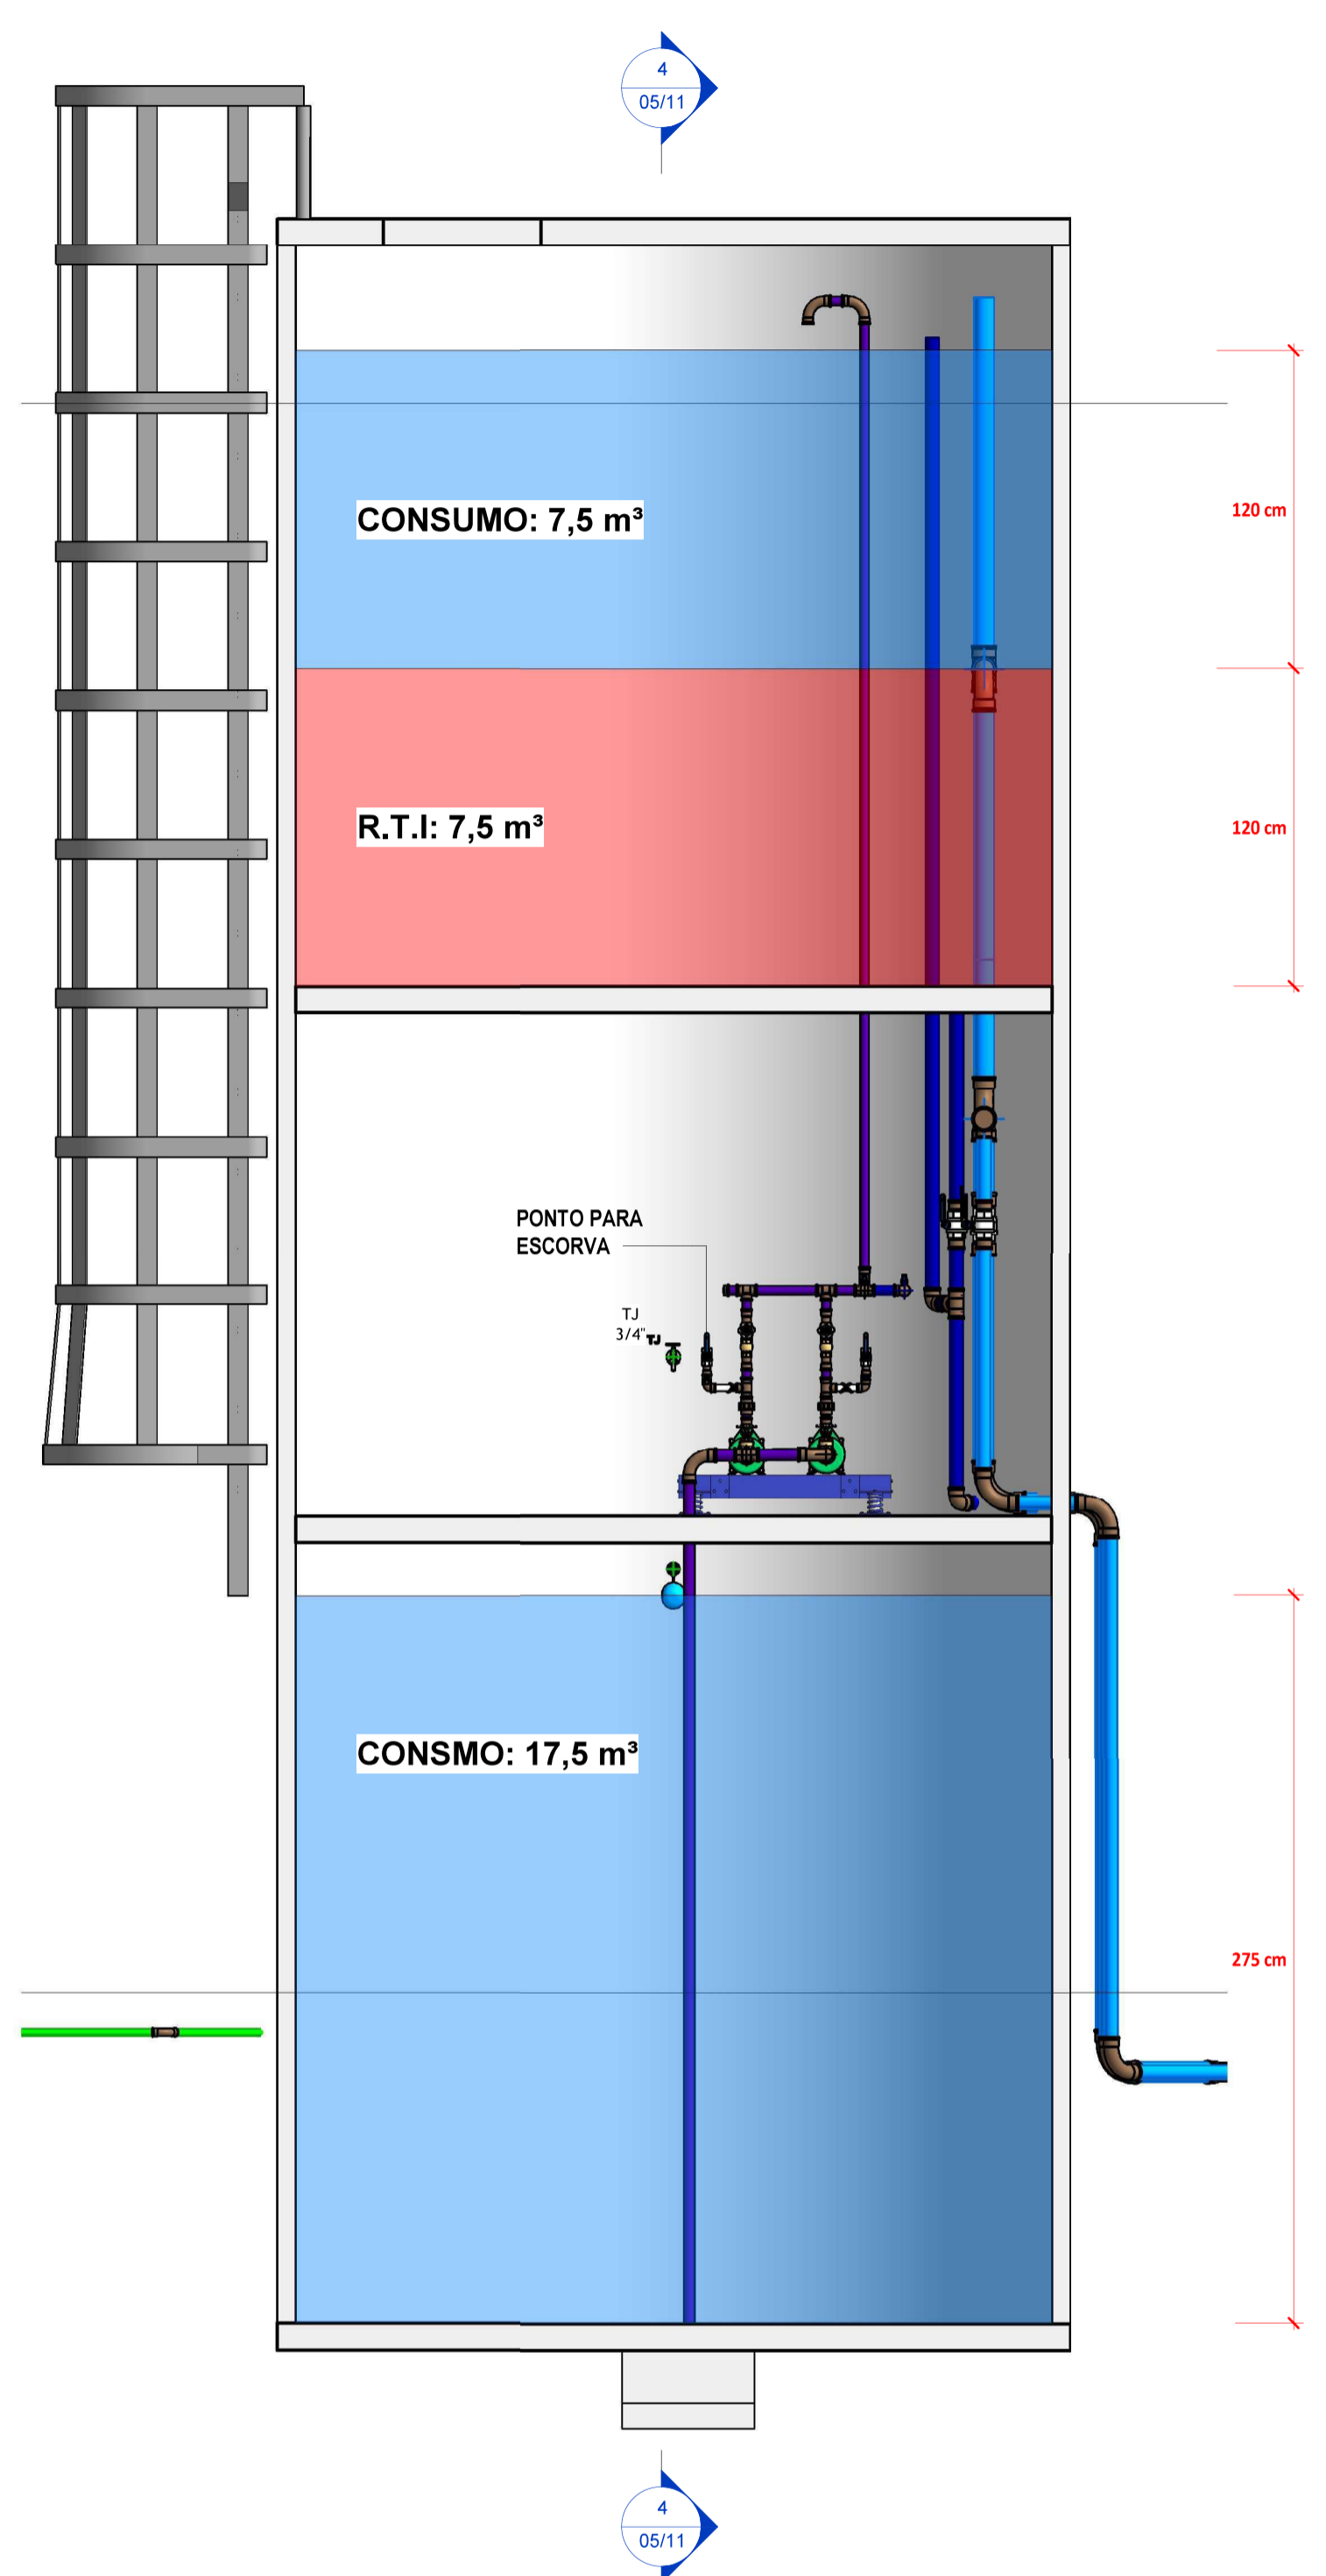 4
05/11
CONSUMO: 7,5 m³
120 cm
R.T.I: 7,5 m³
120 cm
PONTO PARA
ESCORVA
TJ
3/4"
TJ
CONSMO: 17,5 m³
275 cm
4
05/11